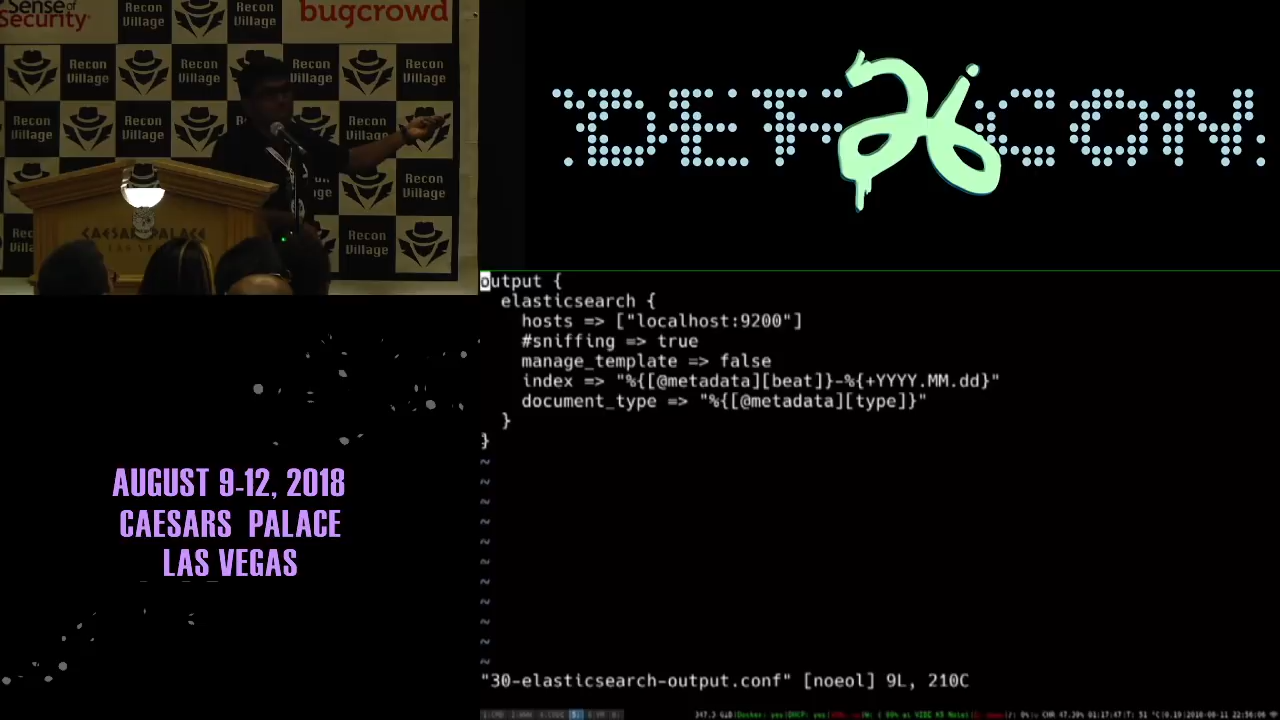 Sense of
Security
Recon
Village
Recon
Village
bugcrowd
Recon
Village
Recon
Village
Recon
Village
Recon
Village
Recon
Village
Recon
Village
Recon
Village
Recon
Village
Recon
Village
CAESARS PALACE
LAS VEGAS
DEF 26 CON
output {
  elasticsearch {
    hosts => ["localhost:9200"]
    #sniffing => true
    manage_template => false
    index => "%{[@metadata][beat]}-%{+YYYY.MM.dd}"
    document_type => "%{[@metadata][type]}"
  }
}
~
~
~
~
~
~
~
~
~
~
~
"30-elasticsearch-output.conf" [noeol] 9L, 210C
AUGUST 9-12, 2018
CAESARS PALACE
LAS VEGAS